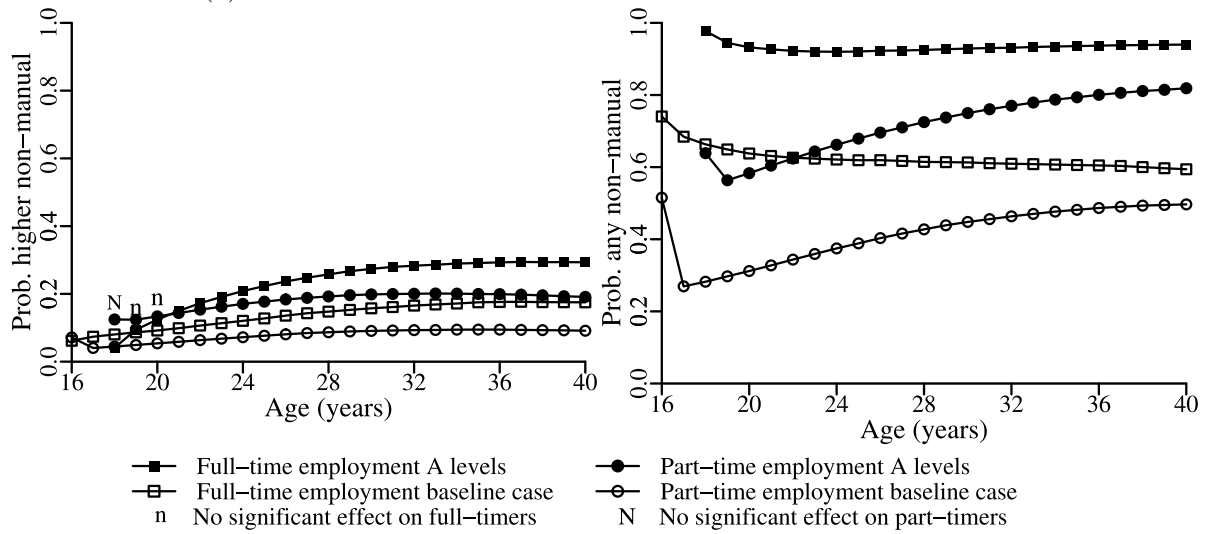 Prob. higher non−manual
0.0 0.2 0.4 0.6 0.8 1.0
N n n
16 20 24 28 32 36 40
Age (years)
Prob. any non−manual
0.0 0.2 0.4 0.6 0.8 1.0
16 20 24 28 32 36 40
Age (years)
Full−time employment A levels
Part−time employment A levels
Full−time employment baseline case
Part−time employment baseline case
n No significant effect on full−timers
N No significant effect on part−timers